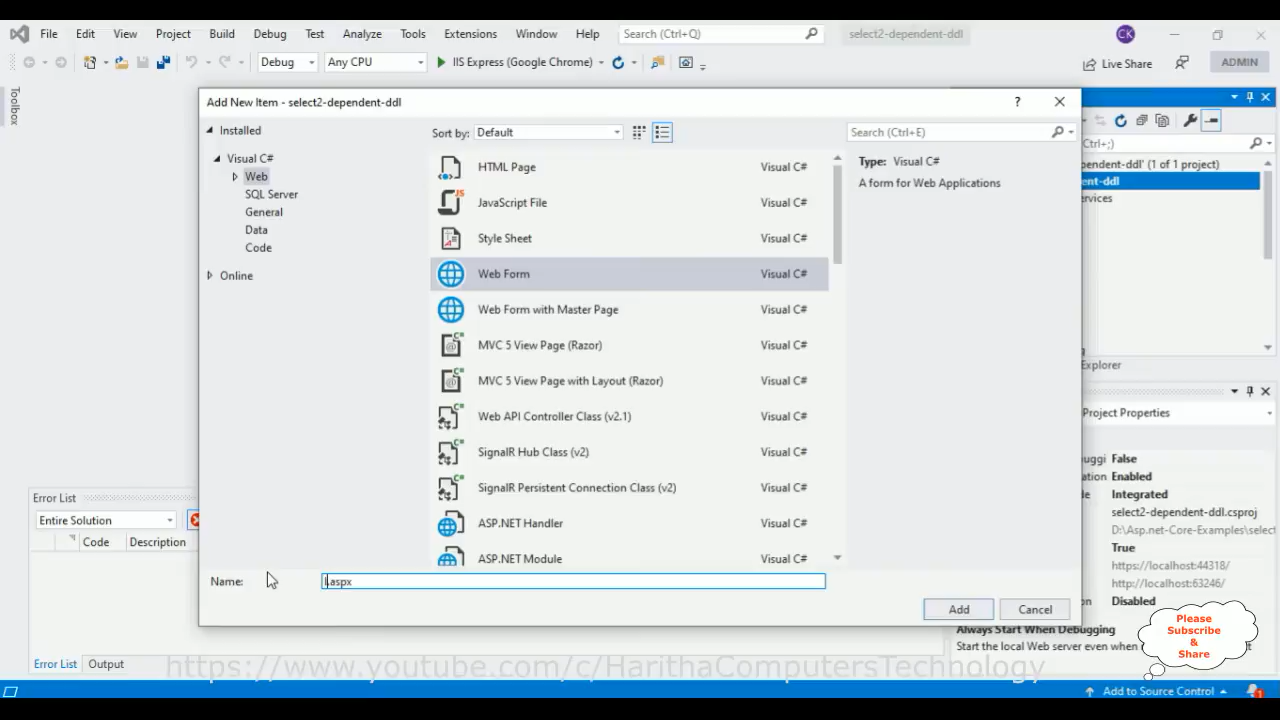 File Edit View Project Build Debug Test Analyze Tools Extensions Window Help Search (Ctrl+Q) select2-dependent-ddl CK
Debug Any CPU IIS Express (Google Chrome) Live Share ADMIN
Toolbox
Add New Item - select2-dependent-ddl ?
Installed
Sort by: Default
Search (Ctrl+E)
Visual C#
Web
SQL Server
General
Data
Code
Online
HTML Page Visual C#
JavaScript File Visual C#
Style Sheet Visual C#
Web Form Visual C#
Web Form with Master Page Visual C#
MVC 5 View Page (Razor) Visual C#
MVC 5 View Page with Layout (Razor) Visual C#
Web API Controller Class (v2.1) Visual C#
SignalR Hub Class (v2) Visual C#
SignalR Persistent Connection Class (v2) Visual C#
ASP.NET Handler Visual C#
ASP.NET Module Visual C#
Type: Visual C#
A form for Web Applications
Name: .aspx
Add Cancel
Ctrl+;)
pendent-ddl' (1 of 1 project)
ent-ddl
ervices
Explorer
Project Properties
uggi False
ation Enabled
de Integrated
select2-dependent-ddl.csproj
D:\Asp.net-Core-Examples\select
True
https://localhost:44318/
http://localhost:63246/
on Disabled
Always Start When Debugging
Start the local Web server even when
Error List
Entire Solution
Code Description
Error List Output
https://www.youtube.com/c/HarithaComputersTechnology
Please
Subscribe
&
Share
Add to Source Control 1